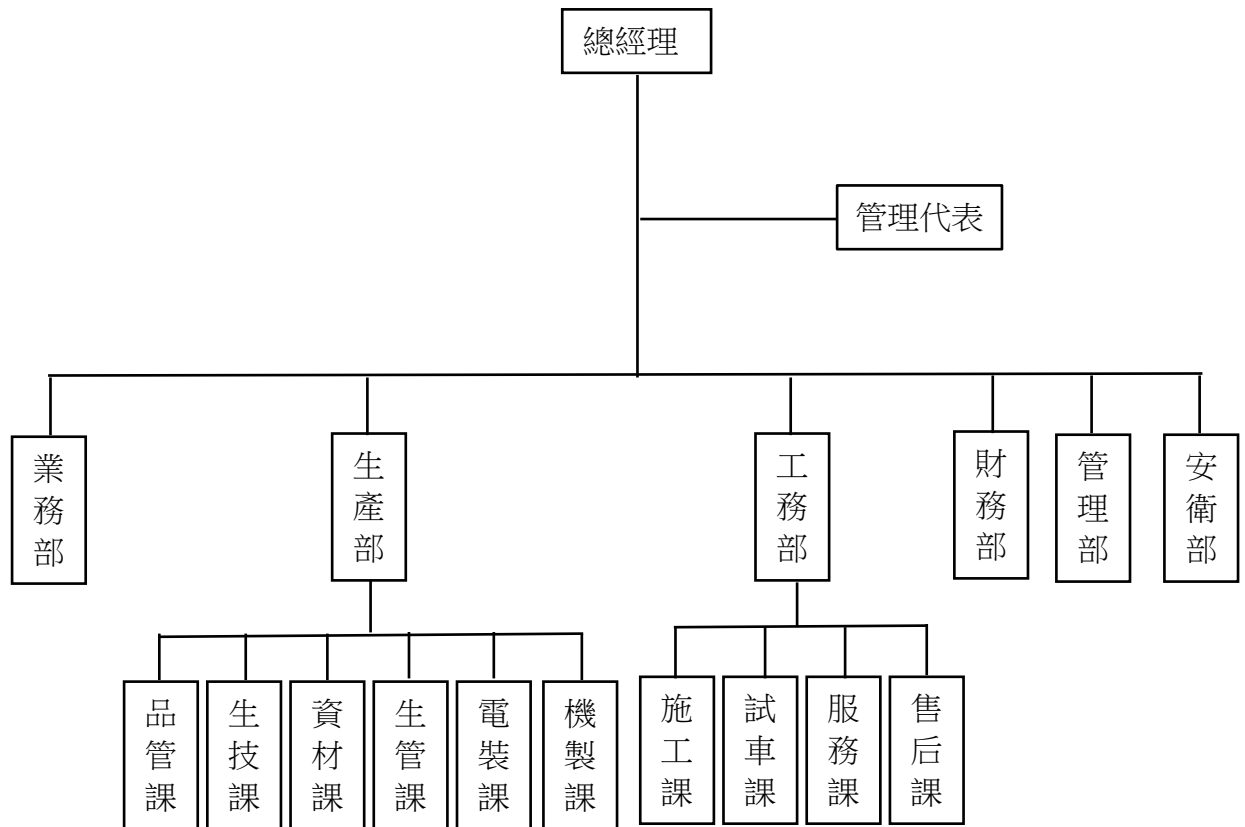 總經理
管理代表
業務部
生產部
工務部
財務部
管理部
安衛部
品管課
生技課
資材課
生管課
電裝課
機製課
施工課
試車課
服務課
售后課